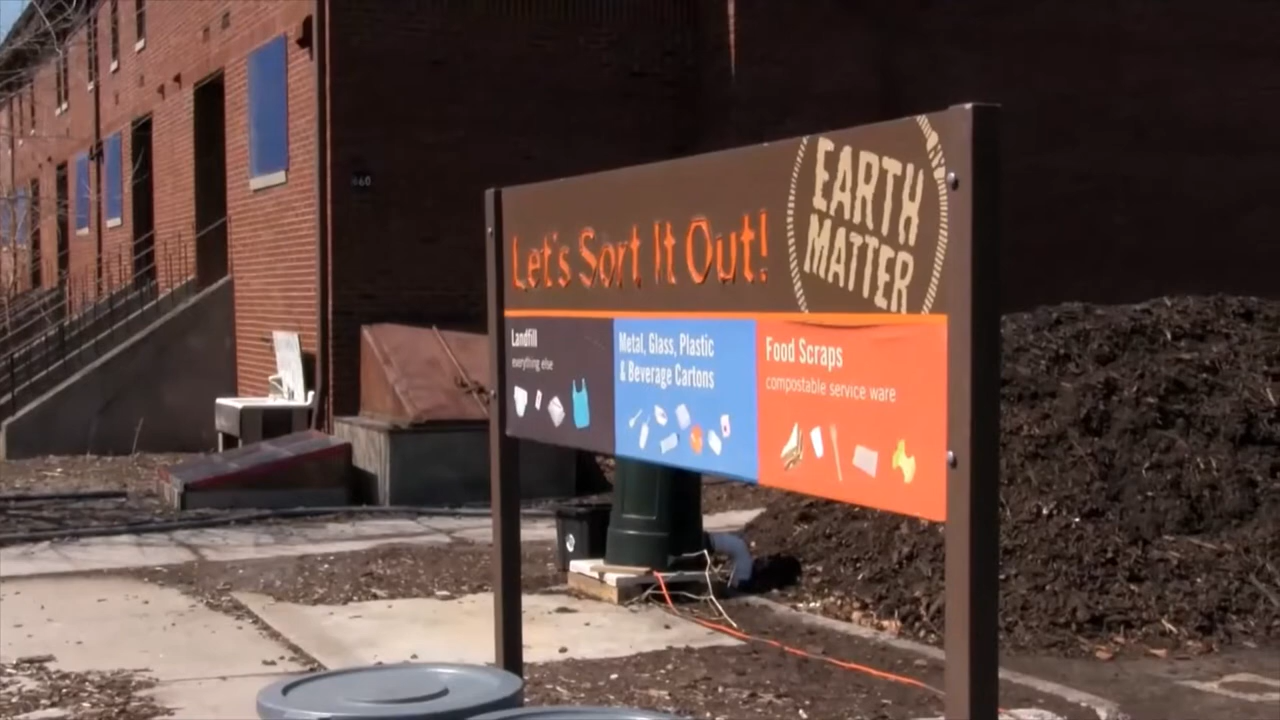 EARTH
MATTER
Let's Sort It Out!
Landfill
everything else
Metal, Glass, Plastic
& Beverage Cartons
Food Scraps
compostable service ware